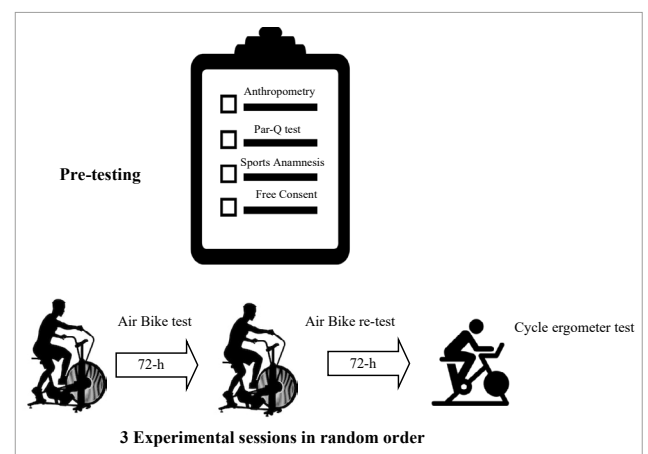 Anthropometry
Par-Q test
Sports Anamnesis
Free Consent
Pre-testing
Air Bike test
72-h
Air Bike re-test
72-h
Cycle ergometer test
3 Experimental sessions in random order